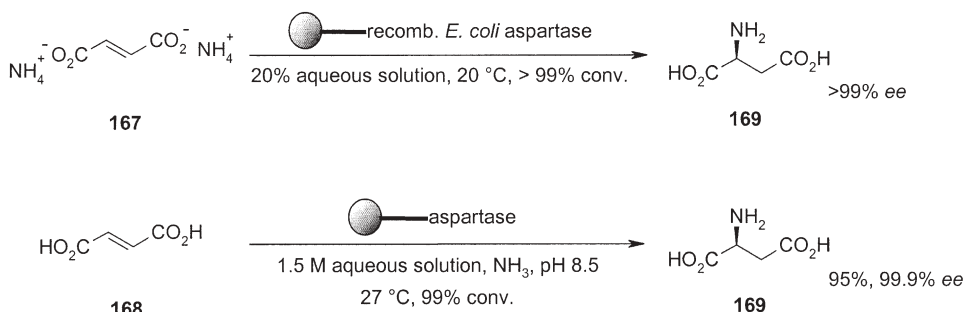 NH₄⁺ ⁻O₂C CO₂⁻ NH₄⁺
recomb. E. coli aspartase
20% aqueous solution, 20 °C, > 99% conv.
NH₂
HO₂C CO₂H
>99% ee
167
169
HO₂C CO₂H
aspartase
1.5 M aqueous solution, NH₃, pH 8.5
27 °C, 99% conv.
NH₂
HO₂C CO₂H
95%, 99.9% ee
168
169